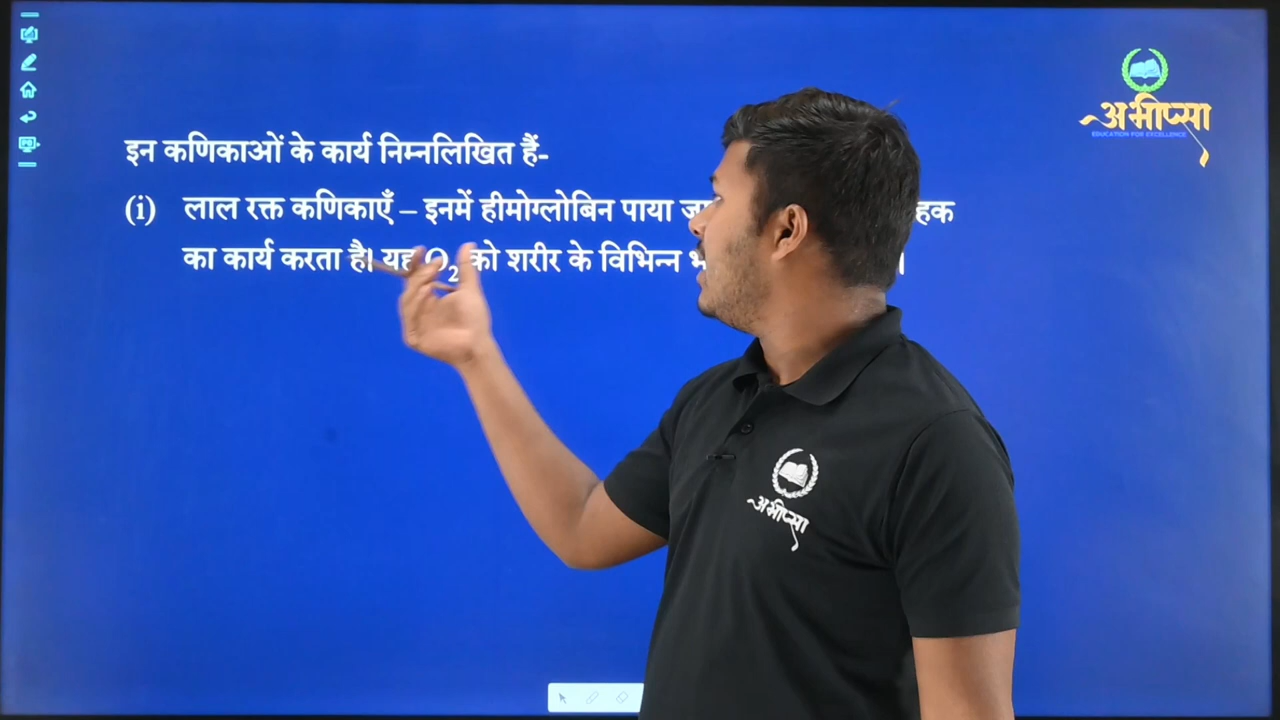 अभीप्सा
EDUCATION FOR EXCELLENCE
इन कणिकाओं के कार्य निम्नलिखित हैं-
(i) लाल रक्त कणिकाएँ – इनमें हीमोग्लोबिन पाया
का कार्य करता है। यह O₂ को शरीर के विभिन्न
अभीप्सा